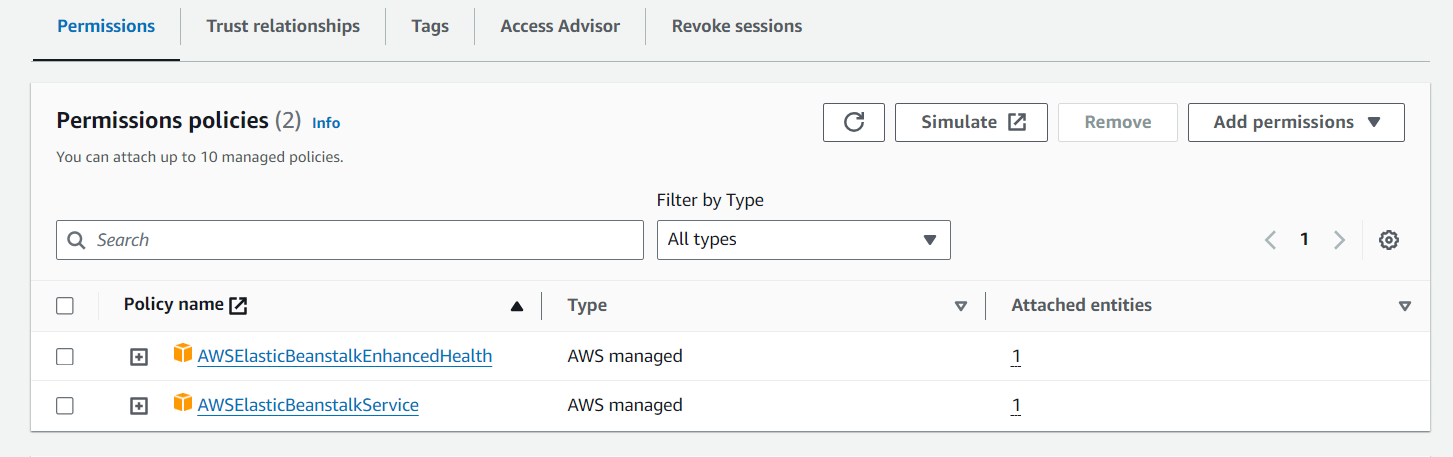 Permissions Trust relationships Tags Access Advisor Revoke sessions
Permissions policies (2) Info
Simulate Remove Add permissions
You can attach up to 10 managed policies.
Filter by Type
Search All types 1
Policy name Type Attached entities
AWSElasticBeanstalkEnhancedHealth AWS managed 1
AWSElasticBeanstalkService AWS managed 1